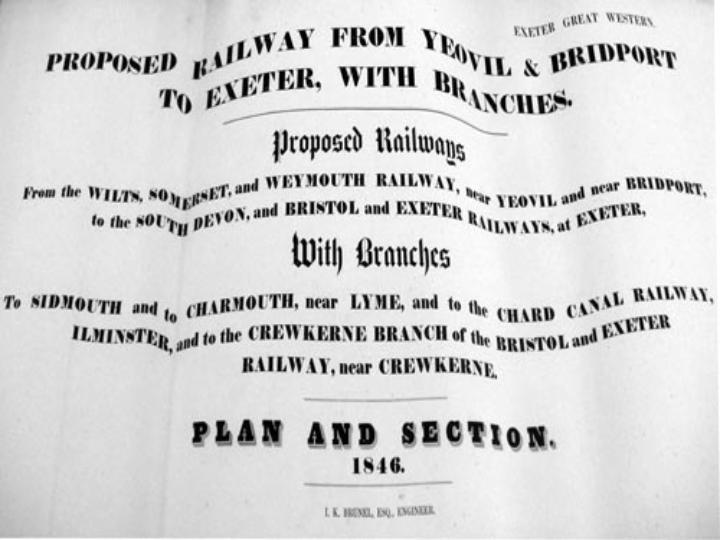 EXETER GREAT WESTERN.
PROPOSED RAILWAY FROM YEOVIL & BRIDPORT
TO EXETER, WITH BRANCHES.
Proposed Railways
From the WILTS, SOMERSET, and WEYMOUTH RAILWAY, near YEOVIL and near BRIDPORT,
to the SOUTH DEVON, and BRISTOL and EXETER RAILWAYS, at EXETER,
With Branches
To SIDMOUTH and to CHARMOUTH, near LYME, and to the CHARD CANAL RAILWAY,
ILMINSTER, and to the CREWKERNE BRANCH of the BRISTOL and EXETER
RAILWAY, near CREWKERNE.
PLAN AND SECTION.
1846.
I. K. BRUNEL, ESQ., ENGINEER.